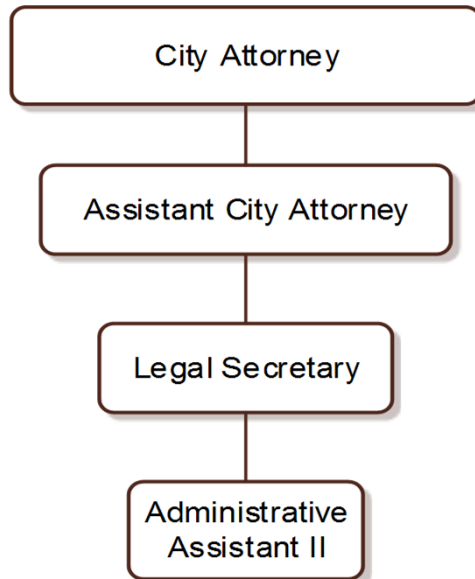 City Attorney
Assistant City Attorney
Legal Secretary
Administrative
Assistant II